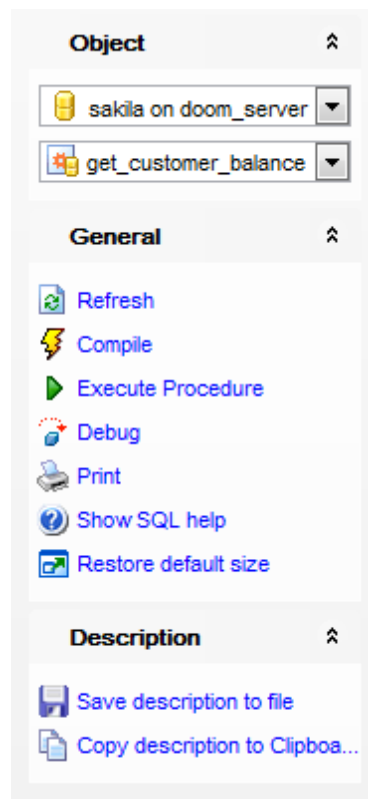 Object
sakila on doom_server
get_customer_balance
General
Refresh
Compile
Execute Procedure
Debug
Print
Show SQL help
Restore default size
Description
Save description to file
Copy description to Clipboa...